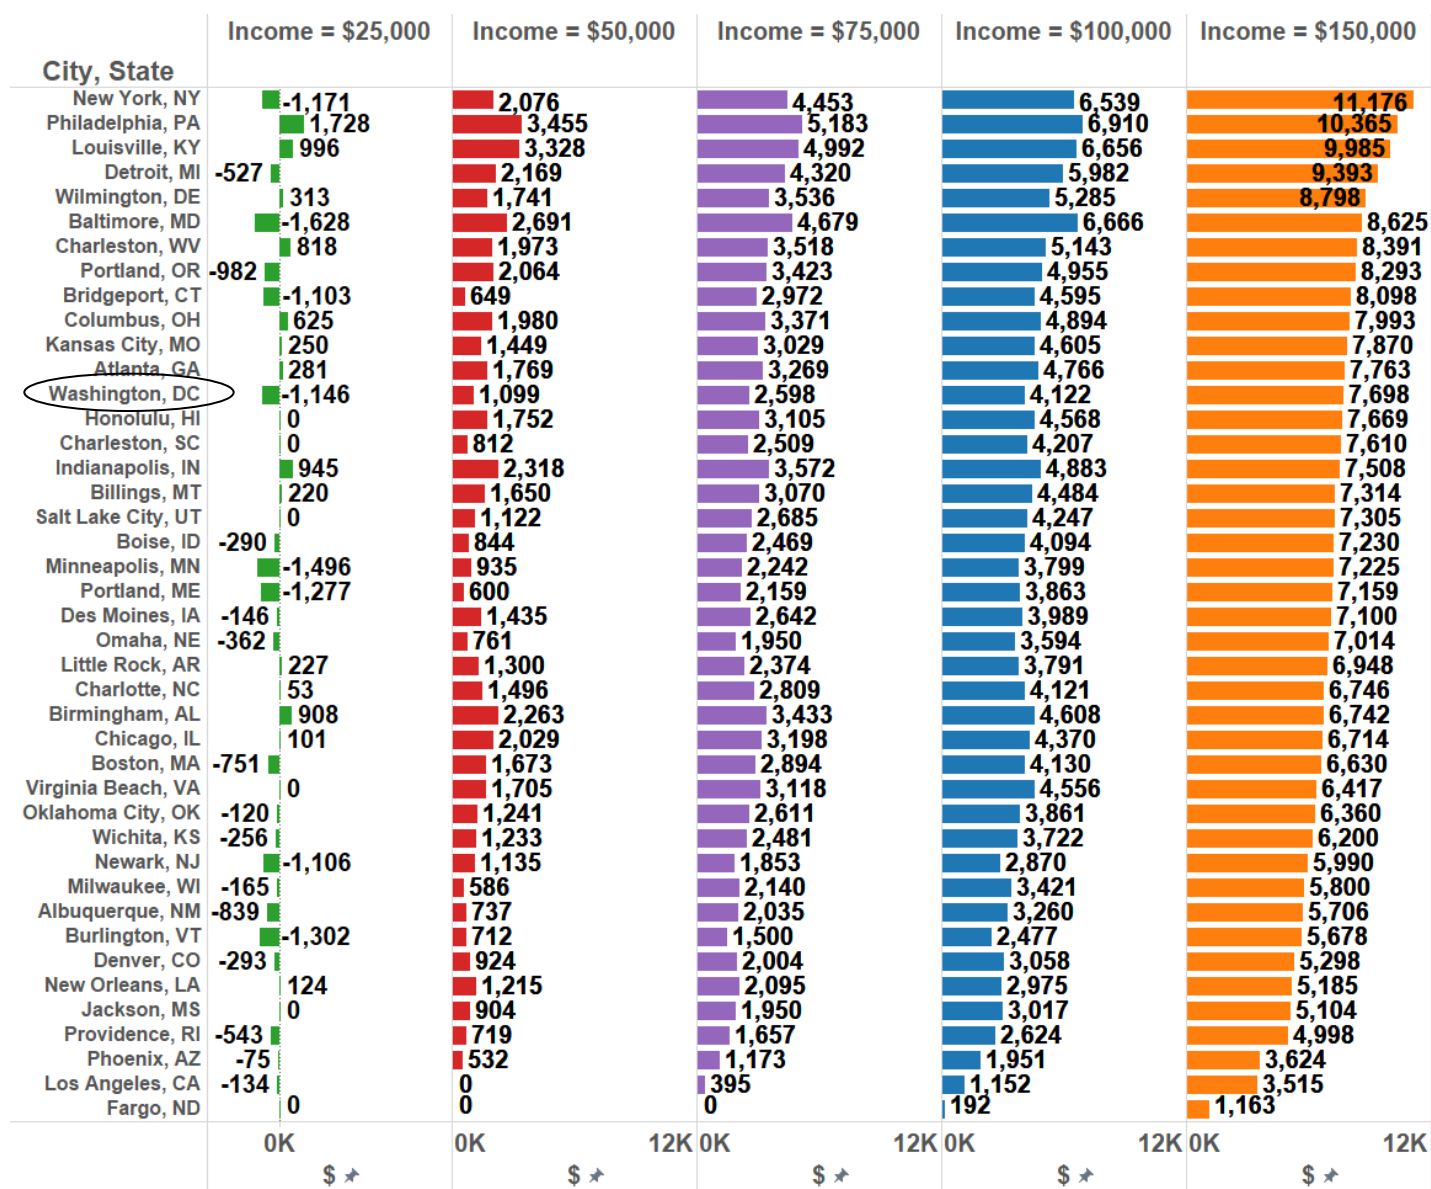 Income = $25,000 Income = $50,000 Income = $75,000 Income = $100,000 Income = $150,000
City, State
New York, NY -1,171 2,076 4,453 6,539 11,176
Philadelphia, PA 1,728 3,455 5,183 6,910 10,365
Louisville, KY 996 3,328 4,992 6,656 9,985
Detroit, MI -527 2,169 4,320 5,982 9,393
Wilmington, DE 313 1,741 3,536 5,285 8,798
Baltimore, MD -1,628 2,691 4,679 6,666 8,625
Charleston, WV 818 1,973 3,518 5,143 8,391
Portland, OR -982 2,064 3,423 4,955 8,293
Bridgeport, CT -1,103 649 2,972 4,595 8,098
Columbus, OH 625 1,980 3,371 4,894 7,993
Kansas City, MO 250 1,449 3,029 4,605 7,870
Atlanta, GA 281 1,769 3,269 4,766 7,763
Washington, DC -1,146 1,099 2,598 4,122 7,698
Honolulu, HI 0 1,752 3,105 4,568 7,669
Charleston, SC 0 812 2,509 4,207 7,610
Indianapolis, IN 945 2,318 3,572 4,883 7,508
Billings, MT 220 1,650 3,070 4,484 7,314
Salt Lake City, UT 0 1,122 2,685 4,247 7,305
Boise, ID -290 844 2,469 4,094 7,230
Minneapolis, MN -1,496 935 2,242 3,799 7,225
Portland, ME -1,277 600 2,159 3,863 7,159
Des Moines, IA -146 1,435 2,642 3,989 7,100
Omaha, NE -362 761 1,950 3,594 7,014
Little Rock, AR 227 1,300 2,374 3,791 6,948
Charlotte, NC 53 1,496 2,809 4,121 6,746
Birmingham, AL 908 2,263 3,433 4,608 6,742
Chicago, IL 101 2,029 3,198 4,370 6,714
Boston, MA -751 1,673 2,894 4,130 6,630
Virginia Beach, VA 0 1,705 3,118 4,556 6,417
Oklahoma City, OK -120 1,241 2,611 3,861 6,360
Wichita, KS -256 1,233 2,481 3,722 6,200
Newark, NJ -1,106 1,135 1,853 2,870 5,990
Milwaukee, WI -165 586 2,140 3,421 5,800
Albuquerque, NM -839 737 2,035 3,260 5,706
Burlington, VT -1,302 712 1,500 2,477 5,678
Denver, CO -293 924 2,004 3,058 5,298
New Orleans, LA 124 1,215 2,095 2,975 5,185
Jackson, MS 0 904 1,950 3,017 5,104
Providence, RI -543 719 1,657 2,624 4,998
Phoenix, AZ -75 532 1,173 1,951 3,624
Los Angeles, CA -134 0 395 1,152 3,515
Fargo, ND 0 0 0 192 1,163
0K 0K 12K 0K 12K 0K 12K 0K 12K
$ $ $ $ $